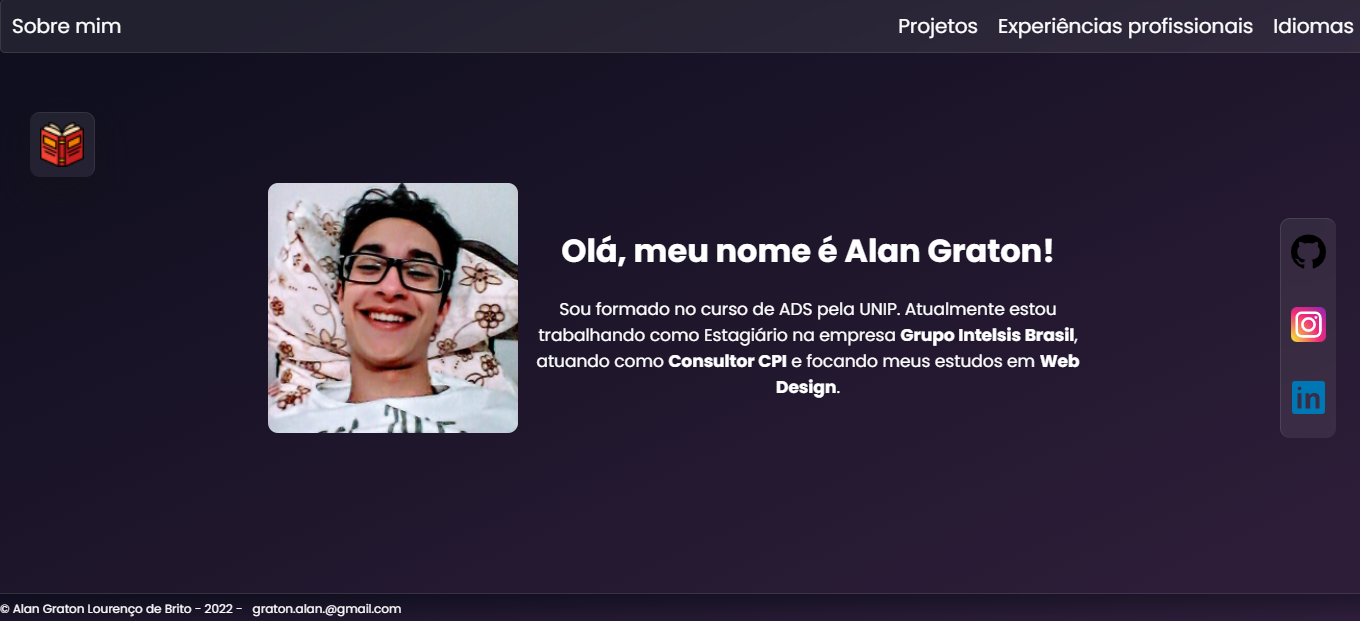 Sobre mim
Projetos
Experiências profissionais
Idiomas
Olá, meu nome é Alan Graton!
Sou formado no curso de ADS pela UNIP. Atualmente estou
trabalhando como Estagiário na empresa Grupo Intelsis Brasil,
atuando como Consultor CPI e focando meus estudos em Web
Design.
in
© Alan Graton Lourenço de Brito - 2022 - graton.alan.@gmail.com